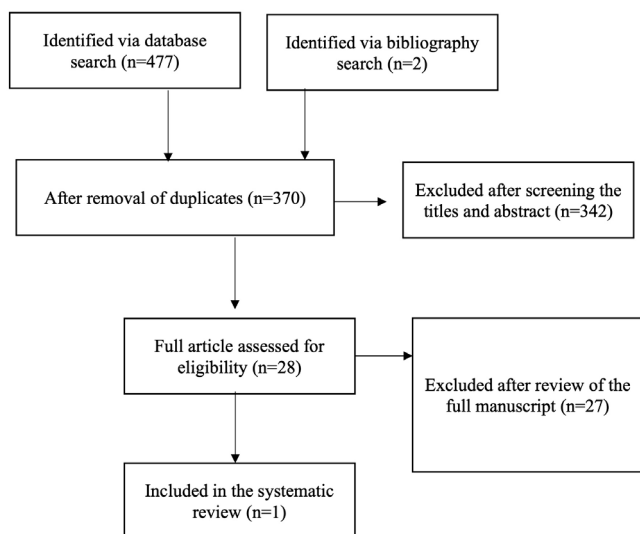 Identified via database
search (n=477)
Identified via bibliography
search (n=2)
After removal of duplicates (n=370)
Excluded after screening the
titles and abstract (n=342)
Full article assessed for
eligibility (n=28)
Excluded after review of the
full manuscript (n=27)
Included in the systematic
review (n=1)